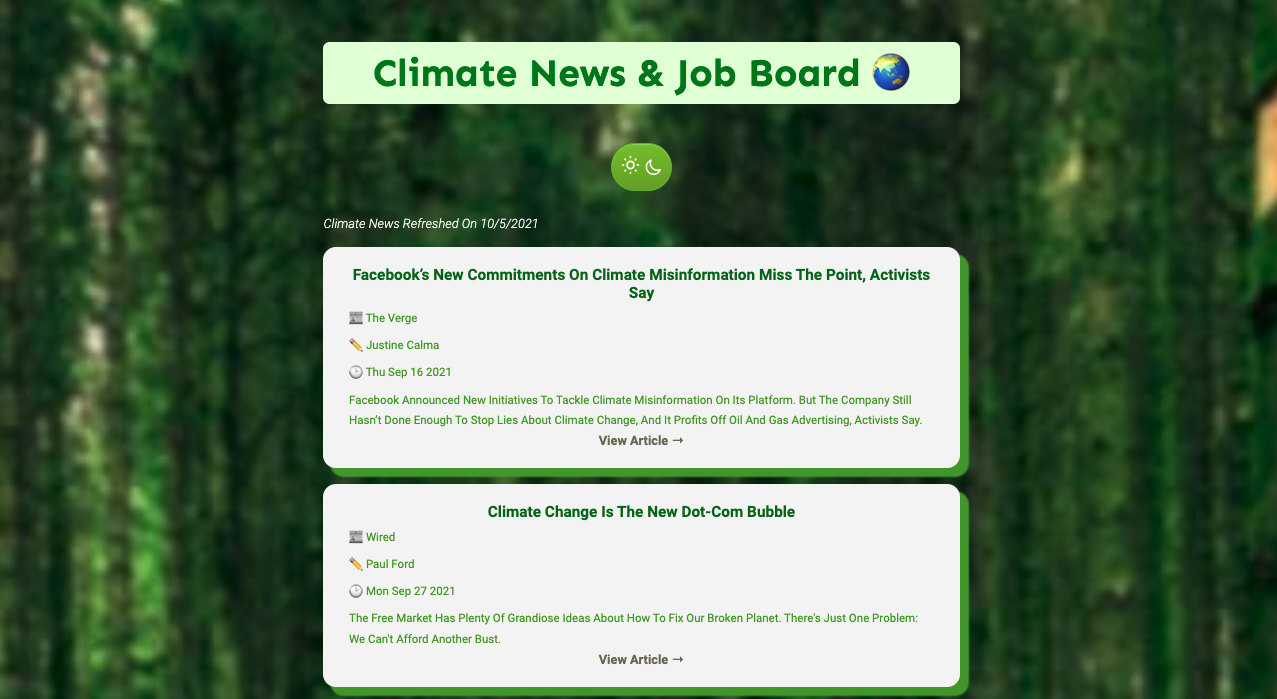 Climate News & Job Board 🌏
Climate News Refreshed On 10/5/2021
Facebook’s New Commitments On Climate Misinformation Miss The Point, Activists
Say
📰 The Verge
✏️ Justine Calma
🕑 Thu Sep 16 2021
Facebook Announced New Initiatives To Tackle Climate Misinformation On Its Platform. But The Company Still
Hasn’t Done Enough To Stop Lies About Climate Change, And It Profits Off Oil And Gas Advertising, Activists Say.
View Article →
Climate Change Is The New Dot-Com Bubble
📰 Wired
✏️ Paul Ford
🕑 Mon Sep 27 2021
The Free Market Has Plenty Of Grandiose Ideas About How To Fix Our Broken Planet. There's Just One Problem:
We Can't Afford Another Bust.
View Article →